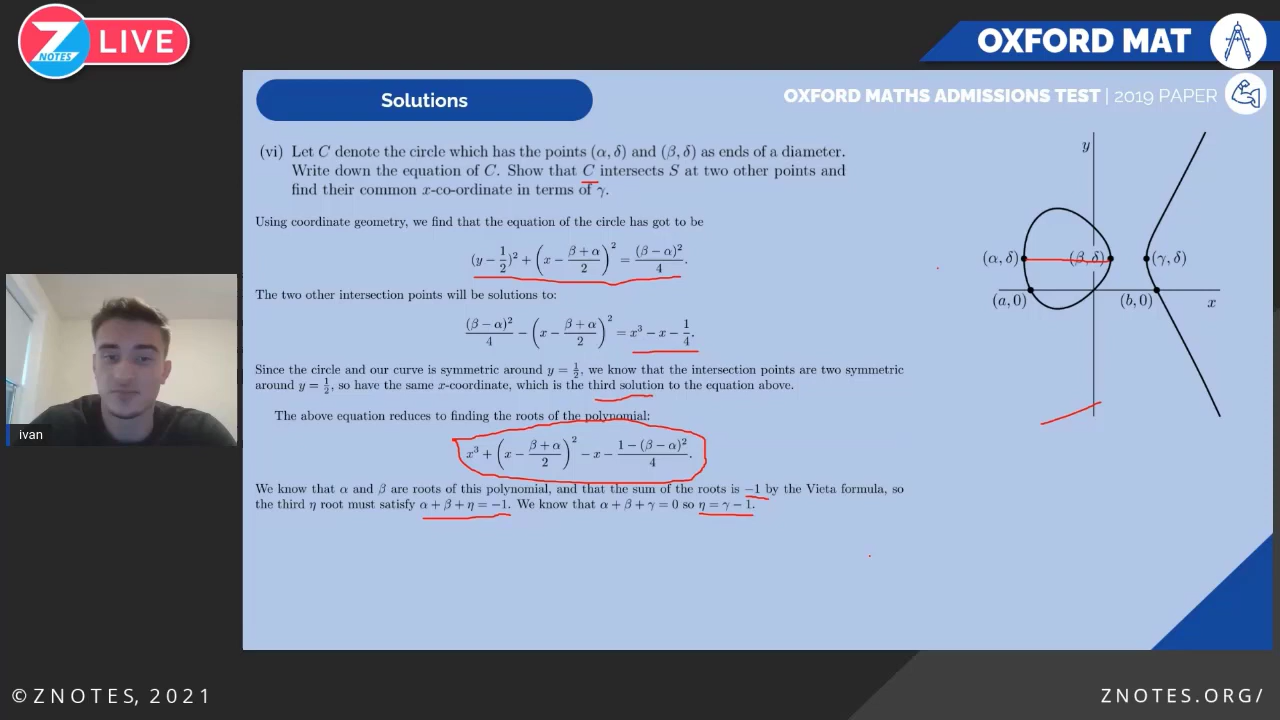 Z NOTES LIVE
OXFORD MAT
Solutions
OXFORD MATHS ADMISSIONS TEST | 2019 PAPER
(vi) Let C denote the circle which has the points (α, δ) and (β, δ) as ends of a diameter.
Write down the equation of C. Show that C intersects S at two other points and
find their common x-co-ordinate in terms of γ.
Using coordinate geometry, we find that the equation of the circle has got to be
(y − 1/2)² + (x − (β + α)/2)² = (β − α)²/4.
The two other intersection points will be solutions to:
(β − α)²/4 − (x − (β + α)/2)² = x³ − x − 1/4.
Since the circle and our curve is symmetric around y = 1/2, we know that the intersection points are two symmetric
around y = 1/2, so have the same x-coordinate, which is the third solution to the equation above.
The above equation reduces to finding the roots of the polynomial:
x³ + (x − (β + α)/2)² − x − (1 − (β − α)²)/4.
We know that α and β are roots of this polynomial, and that the sum of the roots is −1 by the Vieta formula, so
the third η root must satisfy α + β + η = −1. We know that α + β + γ = 0 so η = γ − 1.
y
(α, δ)
(β, δ)
(γ, δ)
(a, 0)
(b, 0)
x
ivan
© ZNOTES, 2021
ZNOTES.ORG/